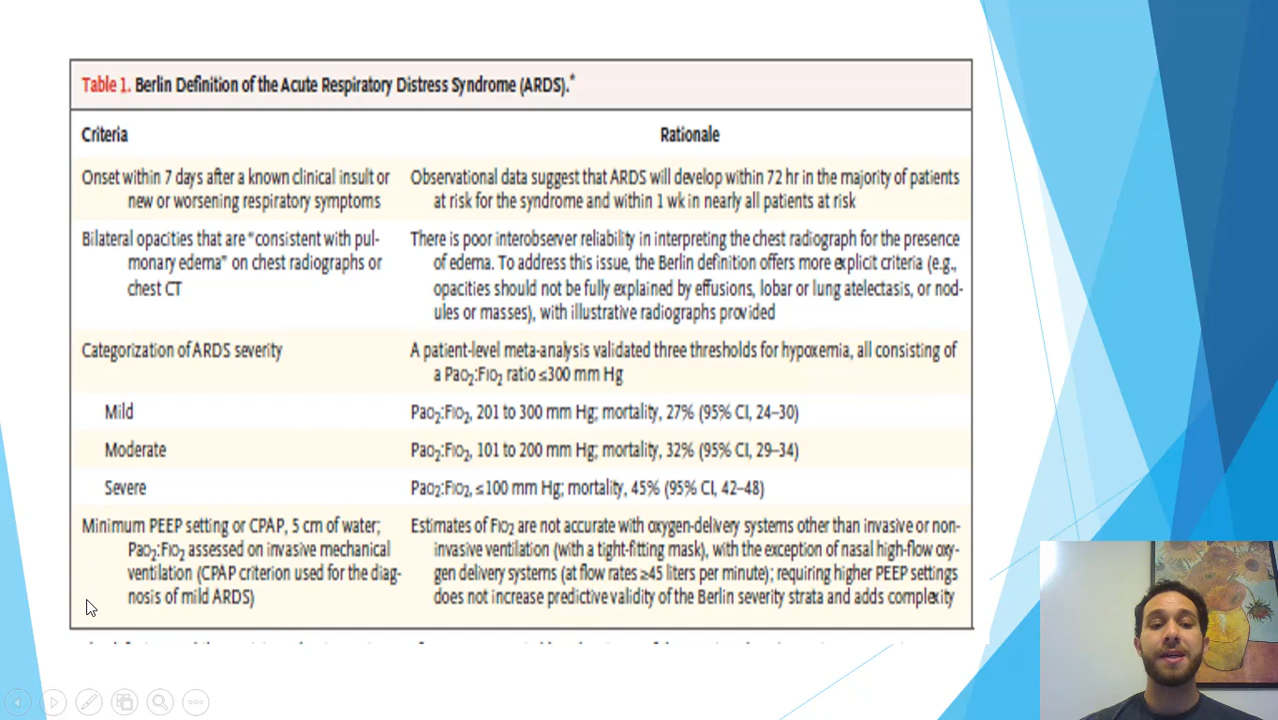 Table 1. Berlin Definition of the Acute Respiratory Distress Syndrome (ARDS).*
Criteria
Rationale
Onset within 7 days after a known clinical insult or
new or worsening respiratory symptoms
Observational data suggest that ARDS will develop within 72 hr in the majority of patients
at risk for the syndrome and within 1 wk in nearly all patients at risk
Bilateral opacities that are “consistent with pul-
monary edema” on chest radiographs or
chest CT
There is poor interobserver reliability in interpreting the chest radiograph for the presence
of edema. To address this issue, the Berlin definition offers more explicit criteria (e.g.,
opacities should not be fully explained by effusions, lobar or lung atelectasis, or nod-
ules or masses), with illustrative radiographs provided
Categorization of ARDS severity
A patient-level meta-analysis validated three thresholds for hypoxemia, all consisting of
a Pao₂:Fio₂ ratio ≤300 mm Hg
Mild
Pao₂:Fio₂, 201 to 300 mm Hg; mortality, 27% (95% CI, 24–30)
Moderate
Pao₂:Fio₂, 101 to 200 mm Hg; mortality, 32% (95% CI, 29–34)
Severe
Pao₂:Fio₂, ≤100 mm Hg; mortality, 45% (95% CI, 42–48)
Minimum PEEP setting or CPAP, 5 cm of water;
Pao₂:Fio₂ assessed on invasive mechanical
ventilation (CPAP criterion used for the diag-
nosis of mild ARDS)
Estimates of Fio₂ are not accurate with oxygen-delivery systems other than invasive or non-
invasive ventilation (with a tight-fitting mask), with the exception of nasal high-flow oxy-
gen delivery systems (at flow rates ≥45 liters per minute); requiring higher PEEP settings
does not increase predictive validity of the Berlin severity strata and adds complexity